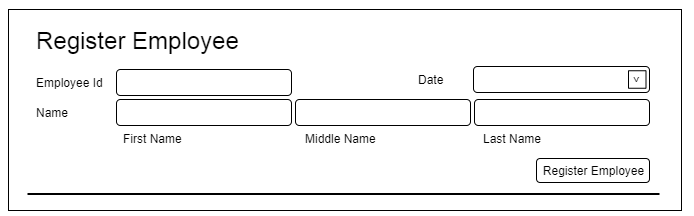 Register Employee
Employee Id
Date
v
Name
First Name
Middle Name
Last Name
Register Employee